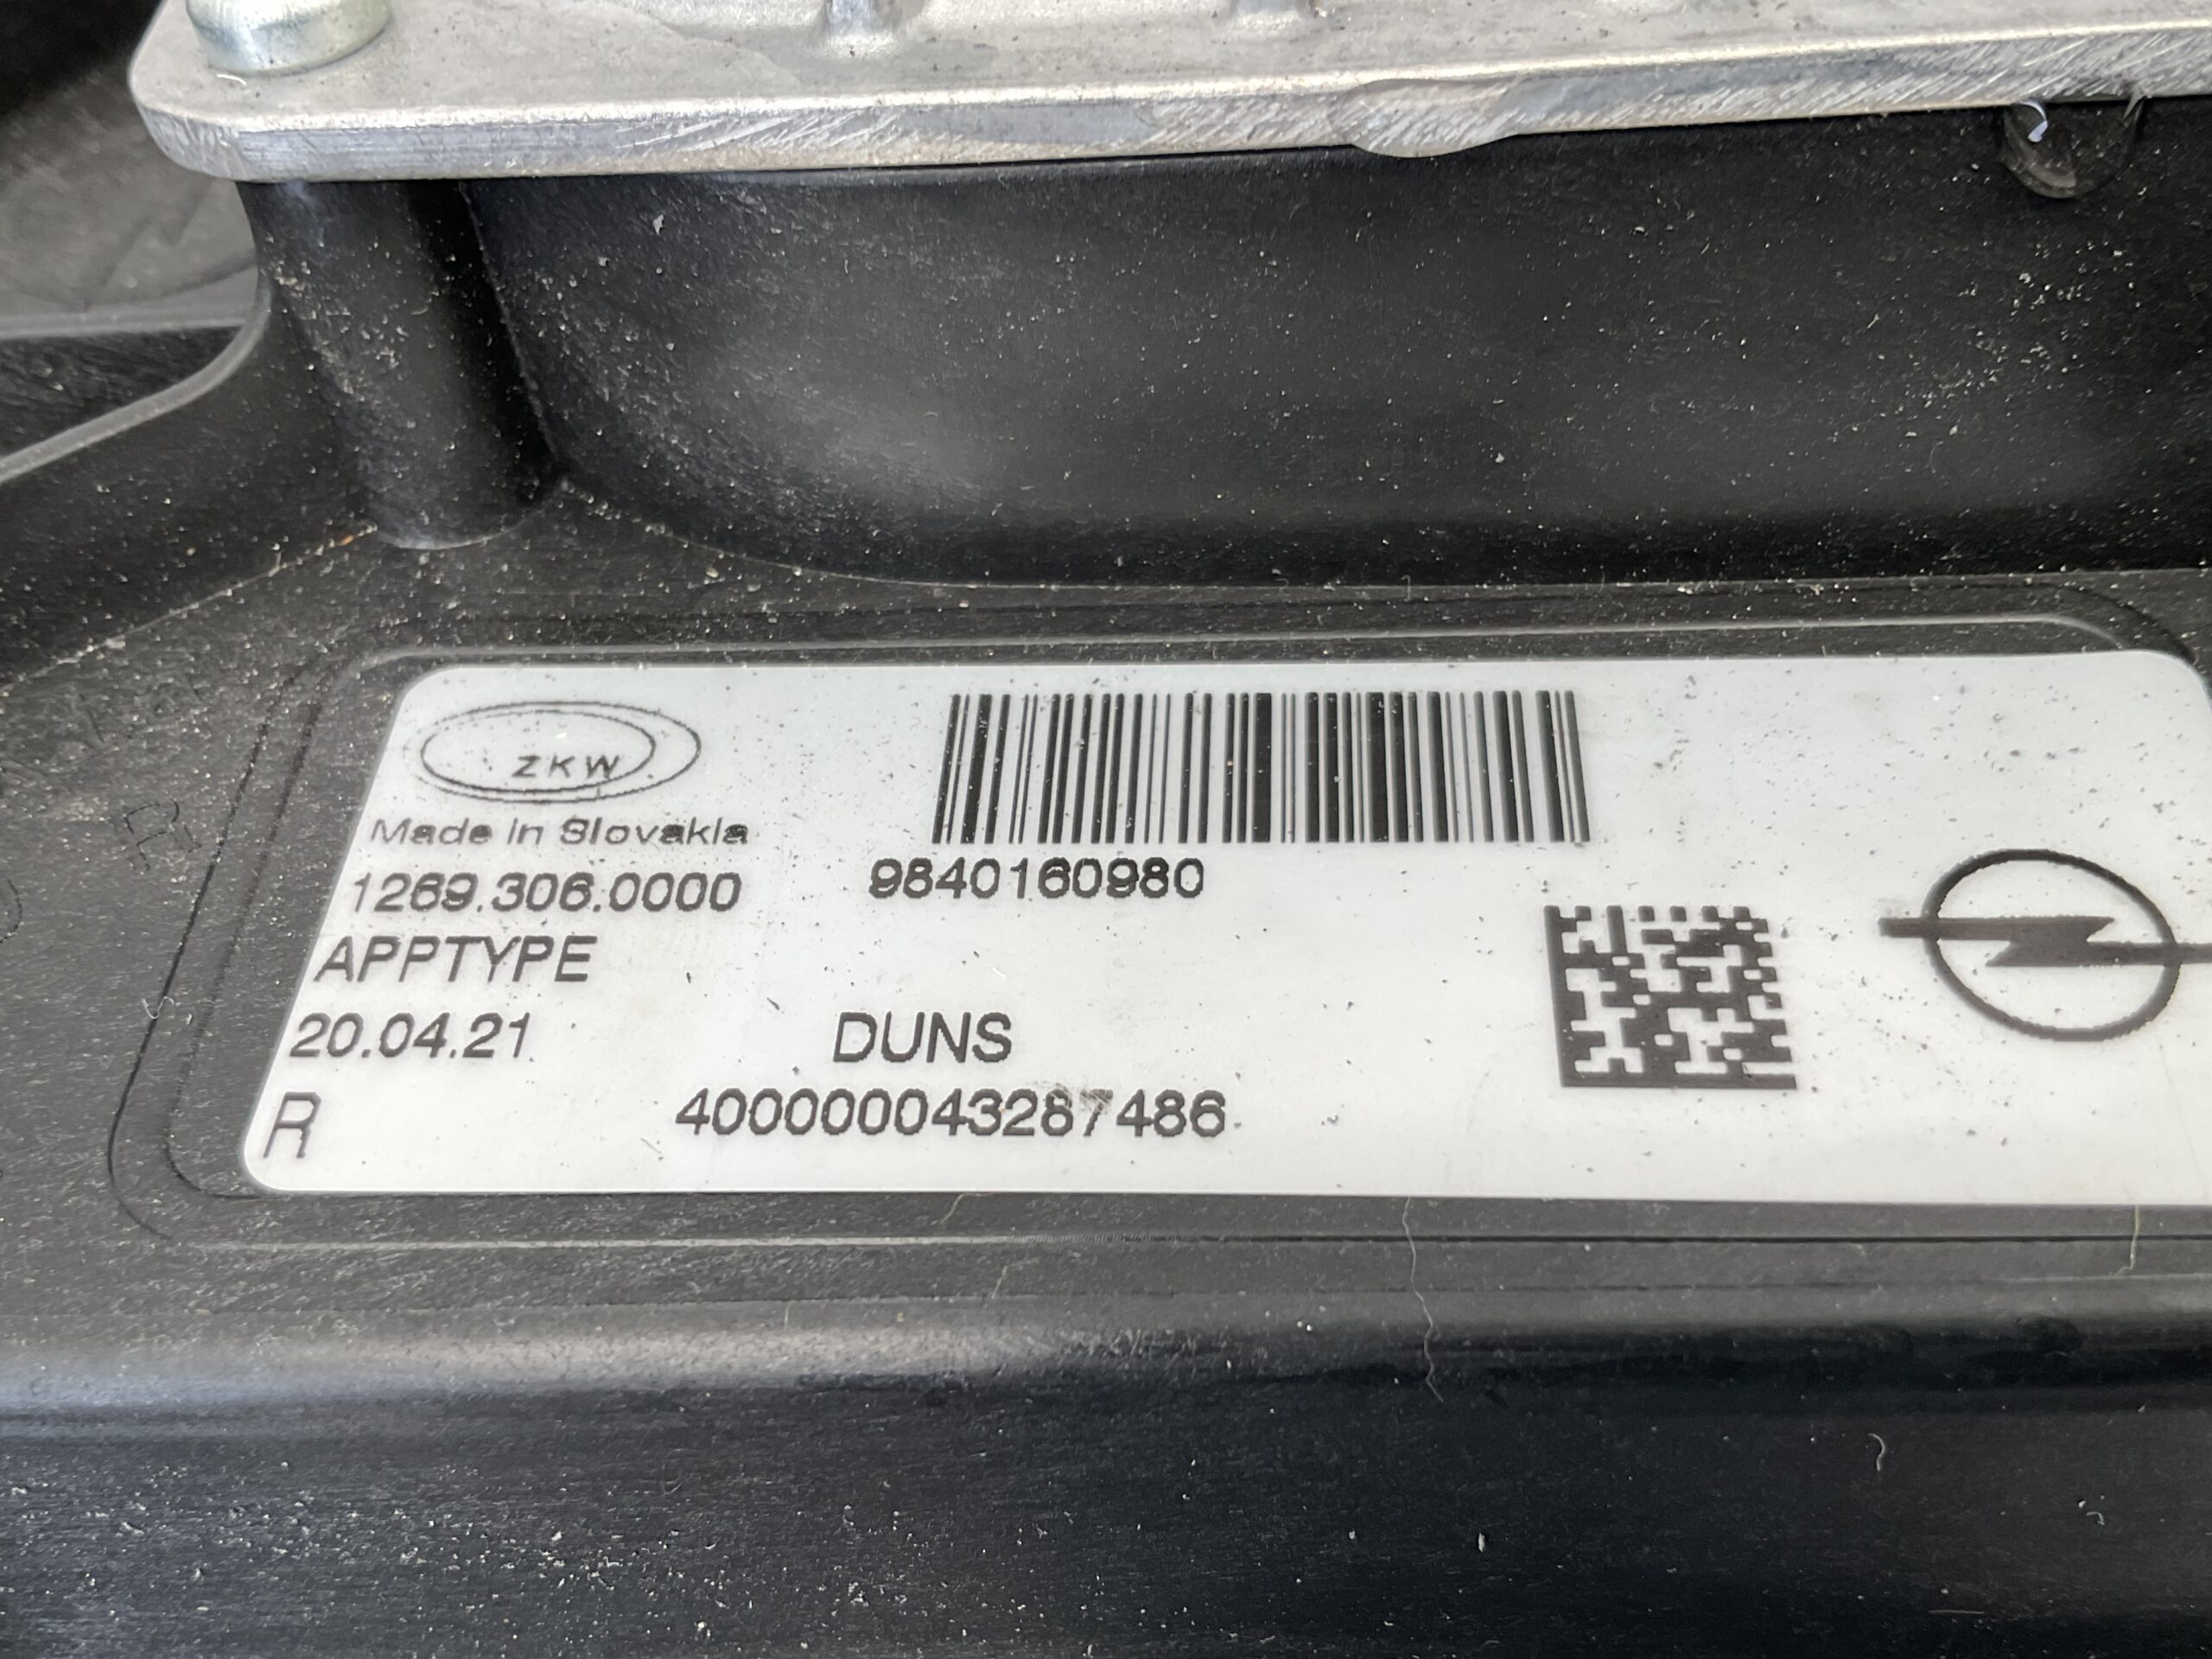 ZKW
Made in Slovakia
1269.306.0000
9840160980
APPTYPE
20.04.21
DUNS
R
400000043287486